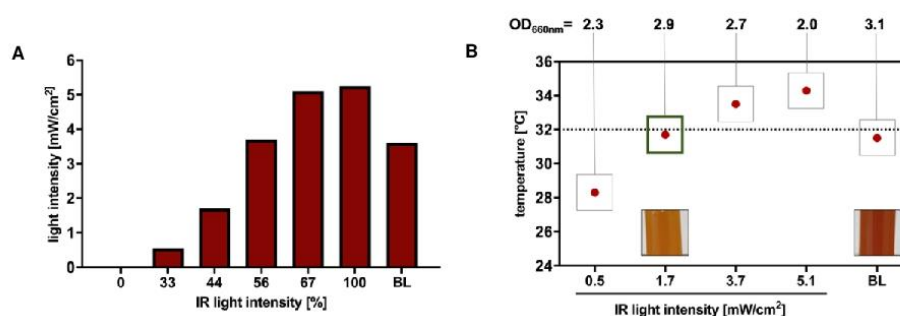 A
light intensity [mW/cm²]
6
5
4
3
2
1
0
0 33 44 56 67 100 BL
IR light intensity [%]
B
OD660nm= 2.3 2.9 2.7 2.0 3.1
temperature [°C]
36
34
32
30
28
26
24
0.5 1.7 3.7 5.1 BL
IR light intensity [mW/cm²]